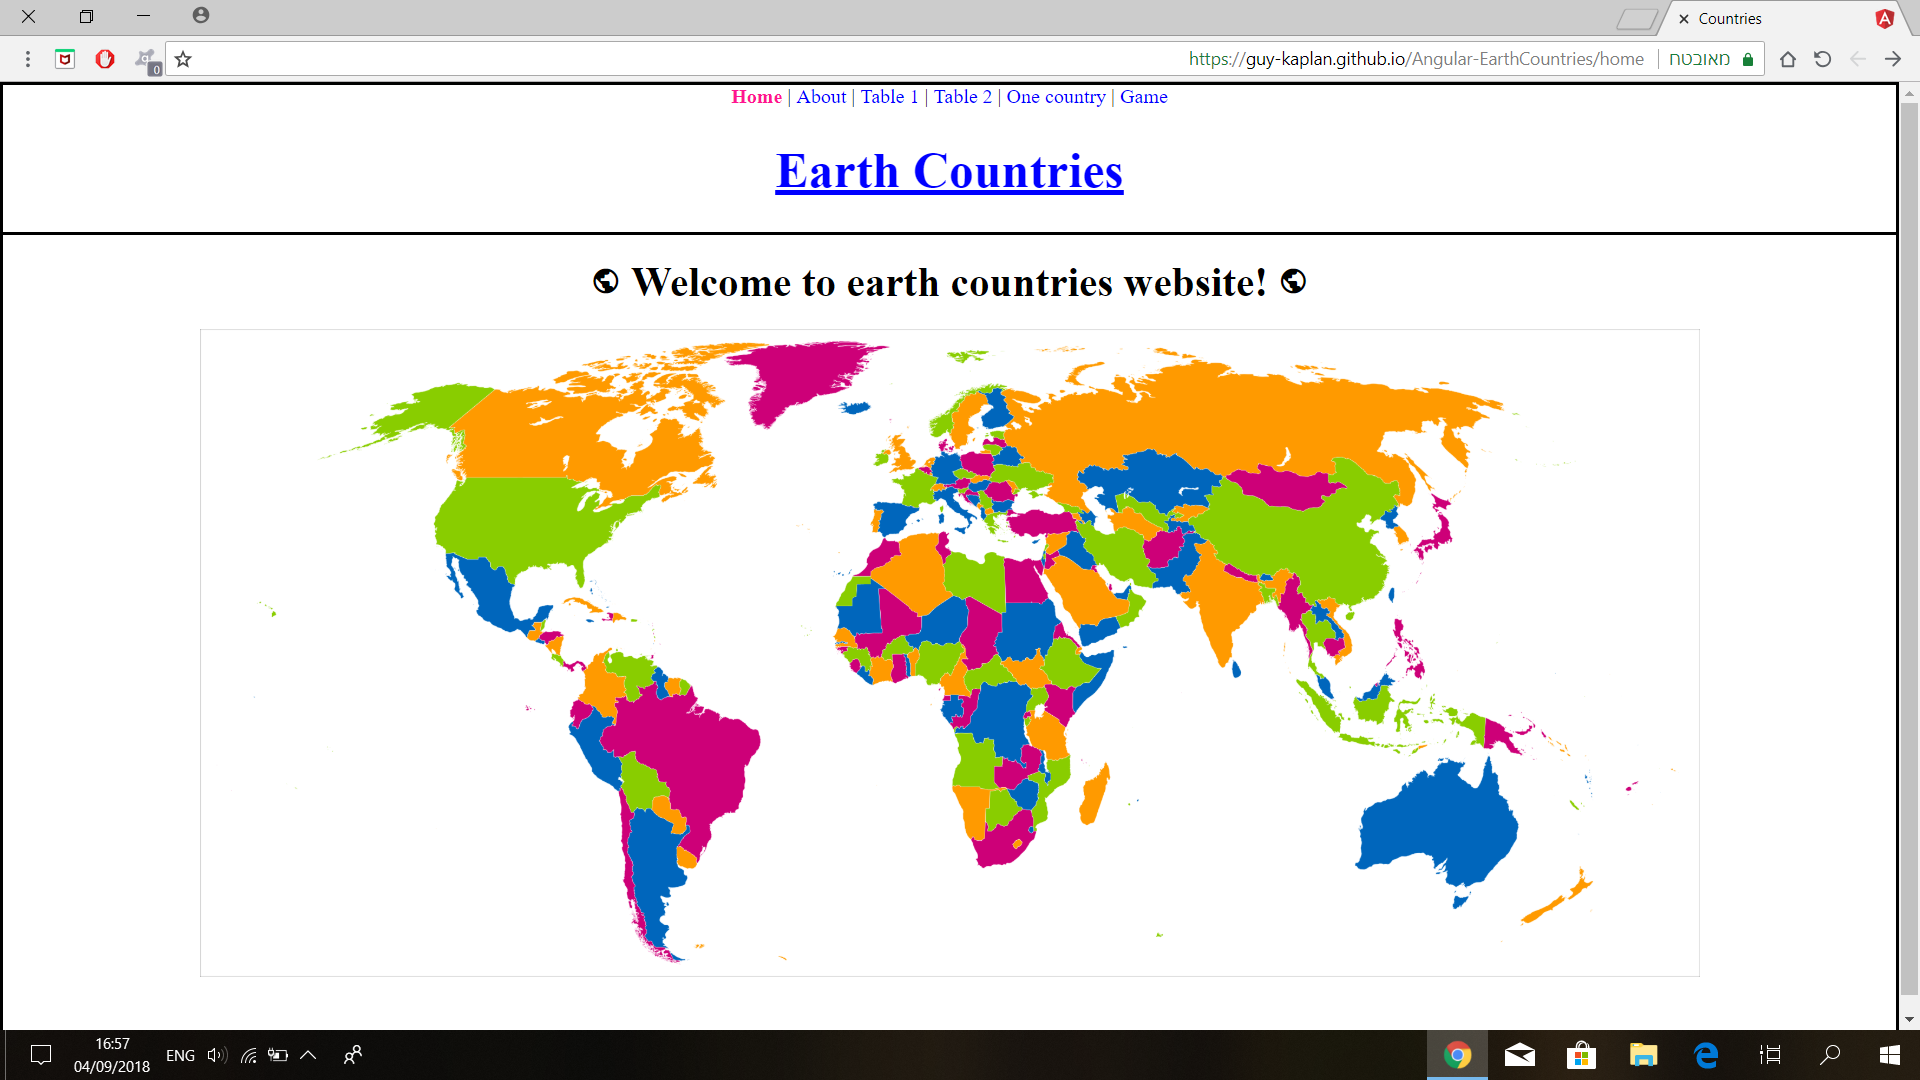 Countries
https://guy-kaplan.github.io/Angular-EarthCountries/home
מאובטח
0
Home | About | Table 1 | Table 2 | One country | Game
Earth Countries
Welcome to earth countries website!
16:57
ENG
04/09/2018